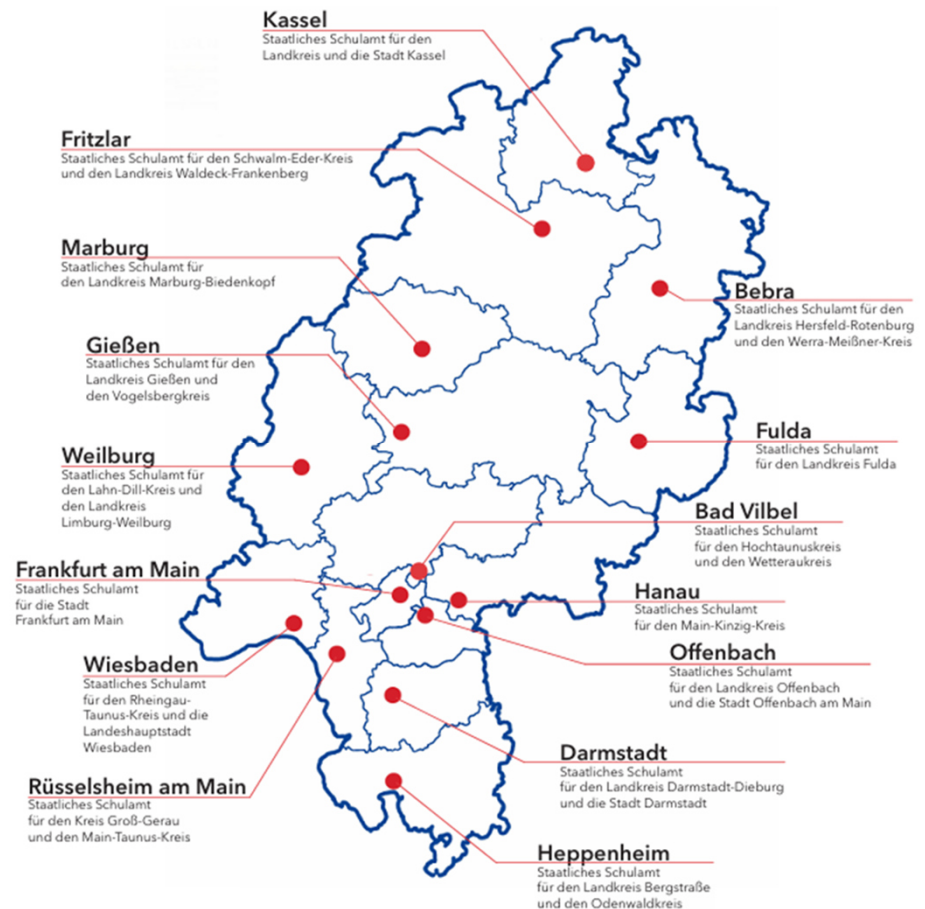 Kassel
Staatliches Schulamt für den
Landkreis und die Stadt Kassel
Fritzlar
Staatliches Schulamt für den Schwalm-Eder-Kreis
und den Landkreis Waldeck-Frankenberg
Marburg
Staatliches Schulamt für
den Landkreis Marburg-Biedenkopf
Bebra
Staatliches Schulamt für den
Landkreis Hersfeld-Rotenburg
und den Werra-Meißner-Kreis
Gießen
Staatliches Schulamt für den
Landkreis Gießen und
den Vogelsbergkreis
Fulda
Staatliches Schulamt
für den Landkreis Fulda
Weilburg
Staatliches Schulamt für
den Lahn-Dill-Kreis und
den Landkreis
Limburg-Weilburg
Bad Vilbel
Staatliches Schulamt
für den Hochtaunuskreis
und den Wetteraukreis
Frankfurt am Main
Staatliches Schulamt
für die Stadt
Frankfurt am Main
Hanau
Staatliches Schulamt
für den Main-Kinzig-Kreis
Offenbach
Staatliches Schulamt
für den Landkreis Offenbach
und die Stadt Offenbach am Main
Wiesbaden
Staatliches Schulamt
für den Rheingau-
Taunus-Kreis und die
Landeshauptstadt
Wiesbaden
Darmstadt
Staatliches Schulamt
für den Landkreis Darmstadt-Dieburg
und die Stadt Darmstadt
Rüsselsheim am Main
Staatliches Schulamt
für den Kreis Groß-Gerau
und den Main-Taunus-Kreis
Heppenheim
Staatliches Schulamt
für den Landkreis Bergstraße
und den Odenwaldkreis